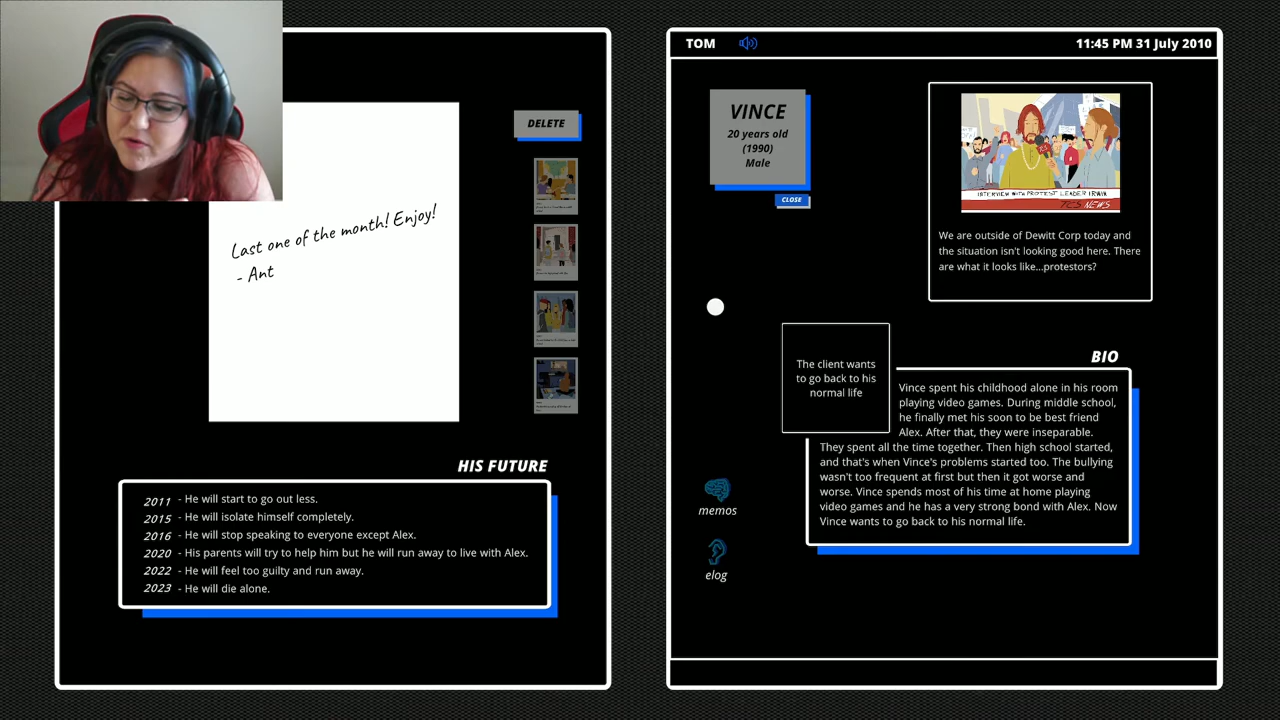 Last one of the month! Enjoy!
- Ant
DELETE
HIS FUTURE
2011 - He will start to go out less.
2015 - He will isolate himself completely.
2016 - He will stop speaking to everyone except Alex.
2020 - His parents will try to help him but he will run away to live with Alex.
2022 - He will feel too guilty and run away.
2023 - He will die alone.
TOM
11:45 PM 31 July 2010
VINCE
20 years old
(1990)
Male
CLOSE
INTERVIEW WITH PROTEST LEADER IRWIN
NEWS
We are outside of Dewitt Corp today and
the situation isn't looking good here. There
are what it looks like...protestors?
The client wants
to go back to his
normal life
BIO
Vince spent his childhood alone in his room
playing video games. During middle school,
he finally met his soon to be best friend
Alex. After that, they were inseparable.
They spent all the time together. Then high school started,
and that's when Vince's problems started too. The bullying
wasn't too frequent at first but then it got worse and
worse. Vince spends most of his time at home playing
video games and he has a very strong bond with Alex. Now
Vince wants to go back to his normal life.
memos
elog